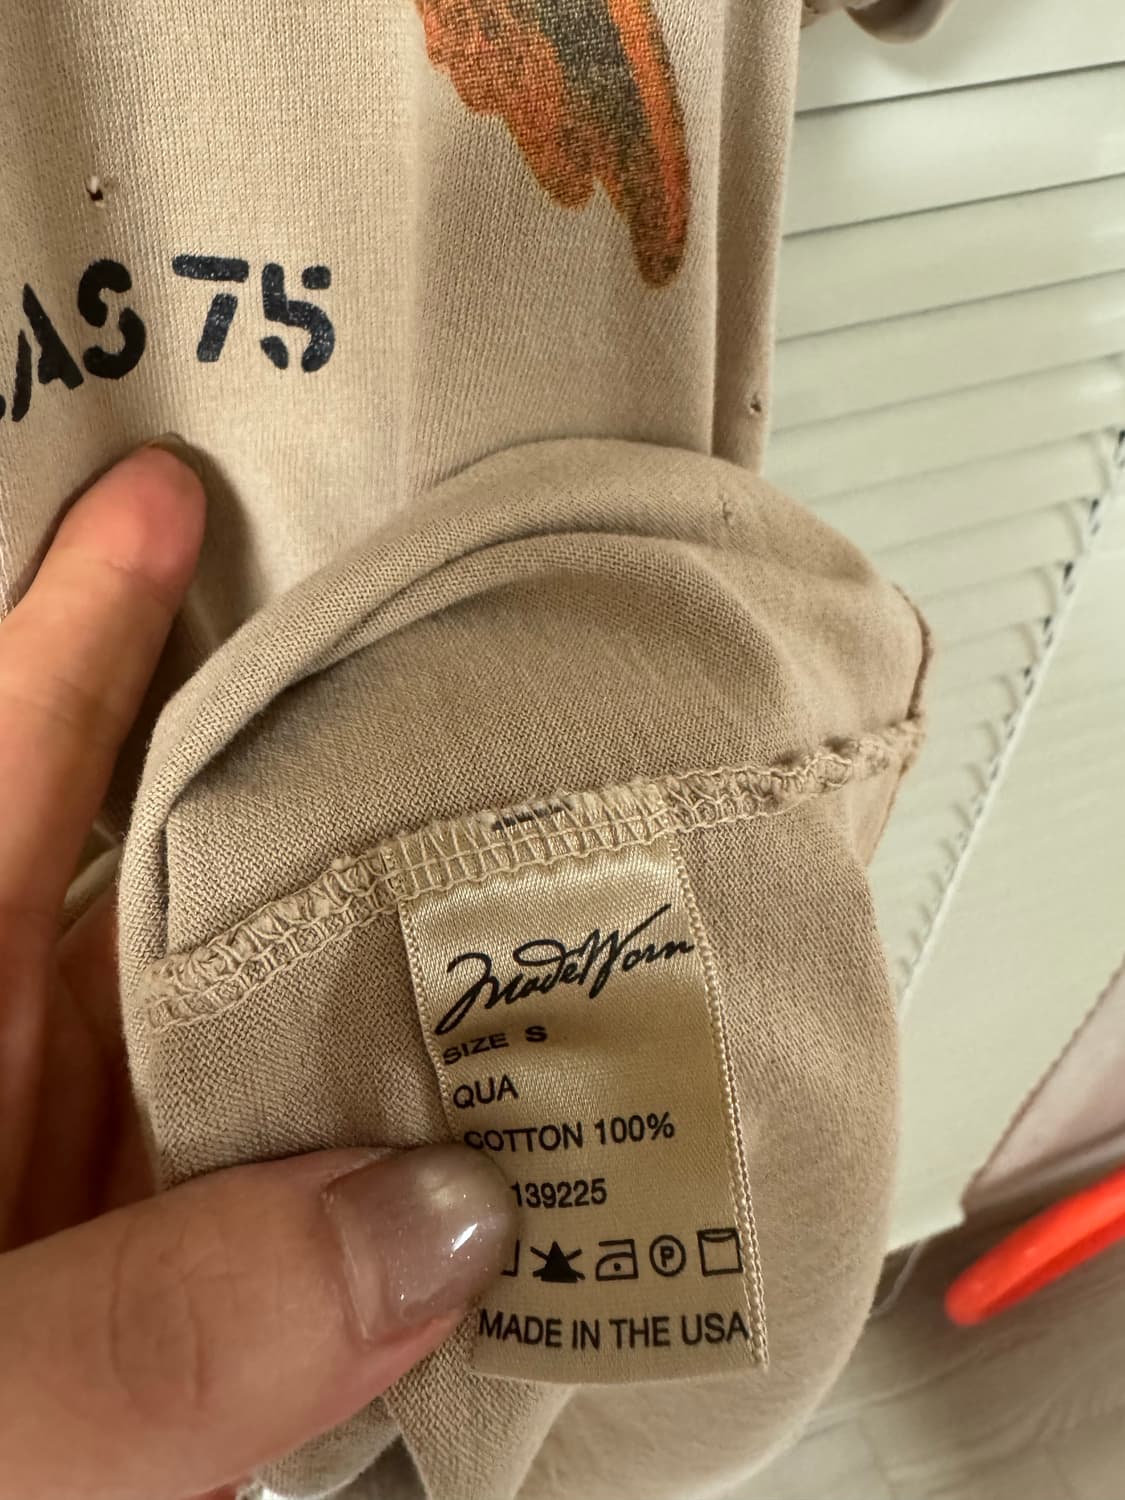 AS 75
MadeWorn
SIZE S
QUA
COTTON 100%
139225
P
MADE IN THE USA